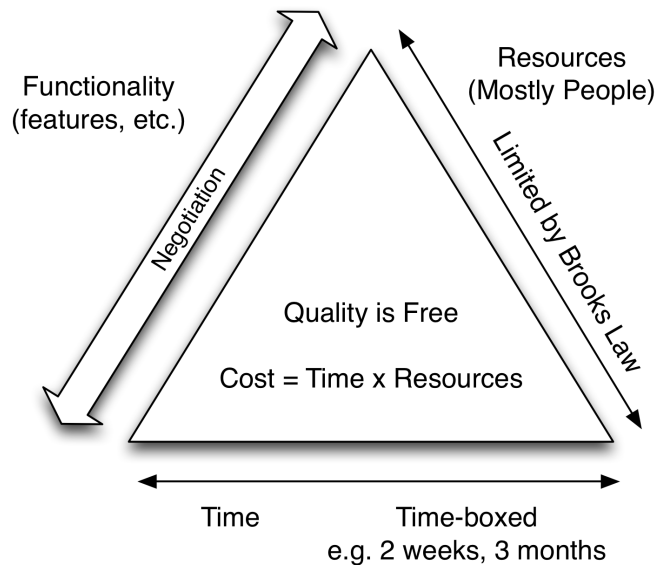 Functionality
(features, etc.)
Negotiation
Resources
(Mostly People)
Limited by Brooks Law
Quality is Free
Cost = Time x Resources
Time
Time-boxed
e.g. 2 weeks, 3 months